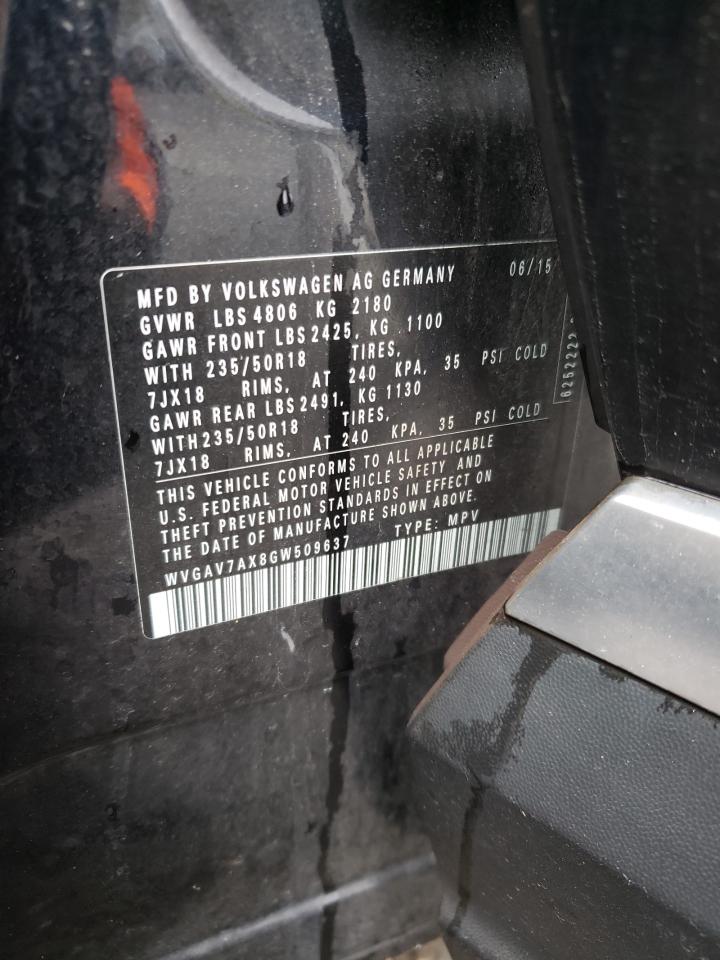 MFD BY VOLKSWAGEN AG GERMANY 06/15
GVWR LBS 4806 KG 2180
GAWR FRONT LBS 2425, KG 1100
WITH 235/50R18 TIRES,
7JX18 RIMS, AT 240 KPA, 35 PSI COLD
GAWR REAR LBS 2491, KG 1130
WITH 235/50R18 TIRES,
7JX18 RIMS, AT 240 KPA, 35 PSI COLD
THIS VEHICLE CONFORMS TO ALL APPLICABLE
U.S. FEDERAL MOTOR VEHICLE SAFETY AND
THEFT PREVENTION STANDARDS IN EFFECT ON
THE DATE OF MANUFACTURE SHOWN ABOVE.
WVGAV7AX8GW509637 TYPE: MPV